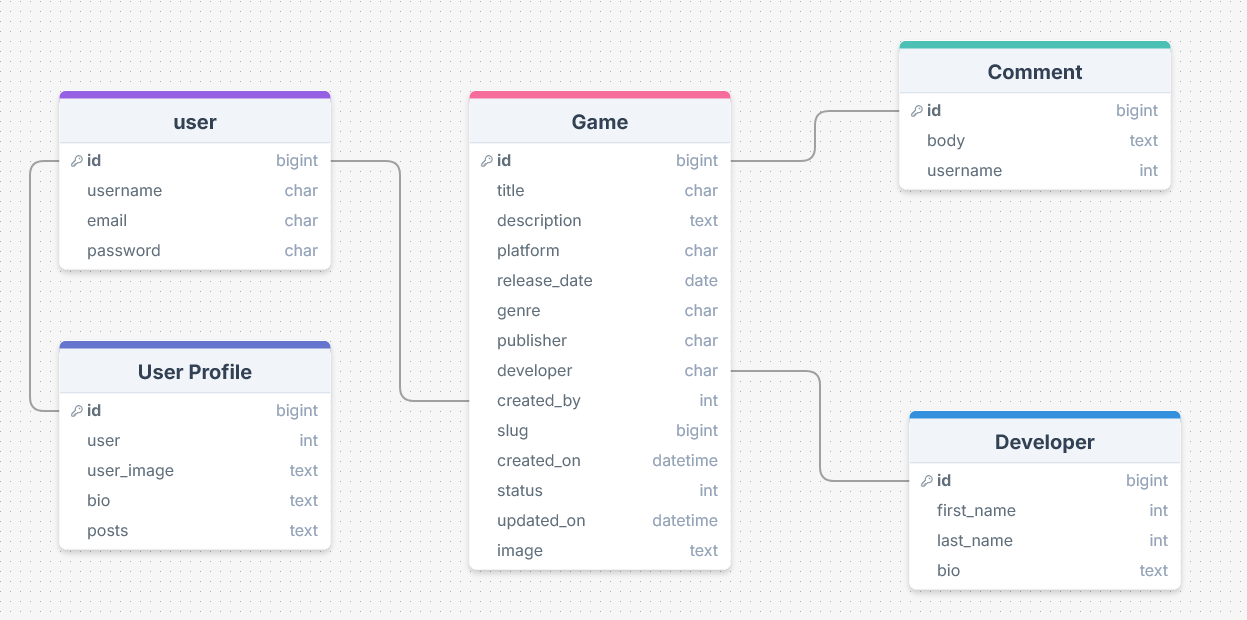 user
id bigint
username char
email char
password char
User Profile
id bigint
user int
user_image text
bio text
posts text
Game
id bigint
title char
description text
platform char
release_date date
genre char
publisher char
developer char
created_by int
slug bigint
created_on datetime
status int
updated_on datetime
image text
Comment
id bigint
body text
username int
Developer
id bigint
first_name int
last_name int
bio text